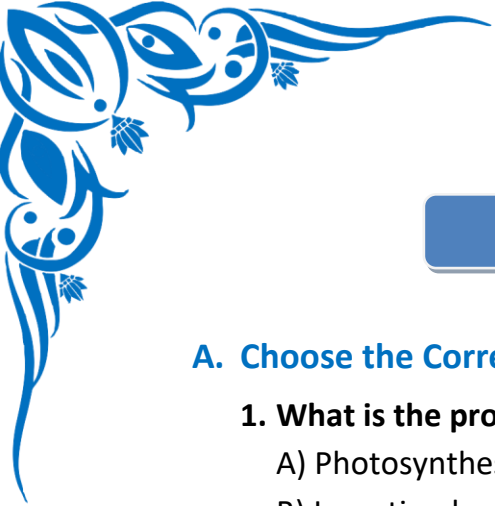 A. Choose the Corre
1. What is the pro
A) Photosynthes